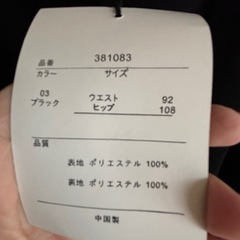 品番 381083
カラー サイズ
03 ウエスト 92
ブラック ヒップ 108
品質
表地 ポリエステル 100%
裏地 ポリエステル 100%
中国製